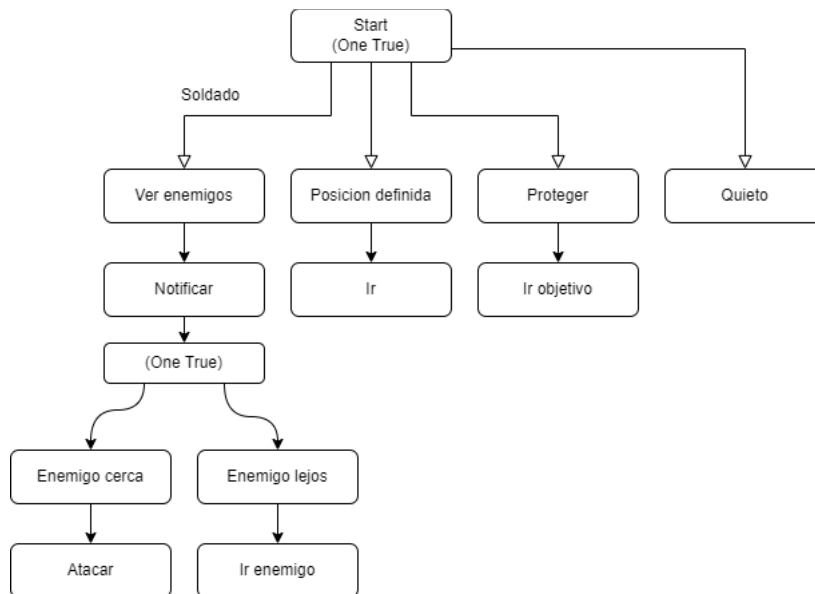 Start
(One True)
Soldado
Ver enemigos
Posicion definida
Proteger
Quieto
Notificar
Ir
Ir objetivo
(One True)
Enemigo cerca
Enemigo lejos
Atacar
Ir enemigo